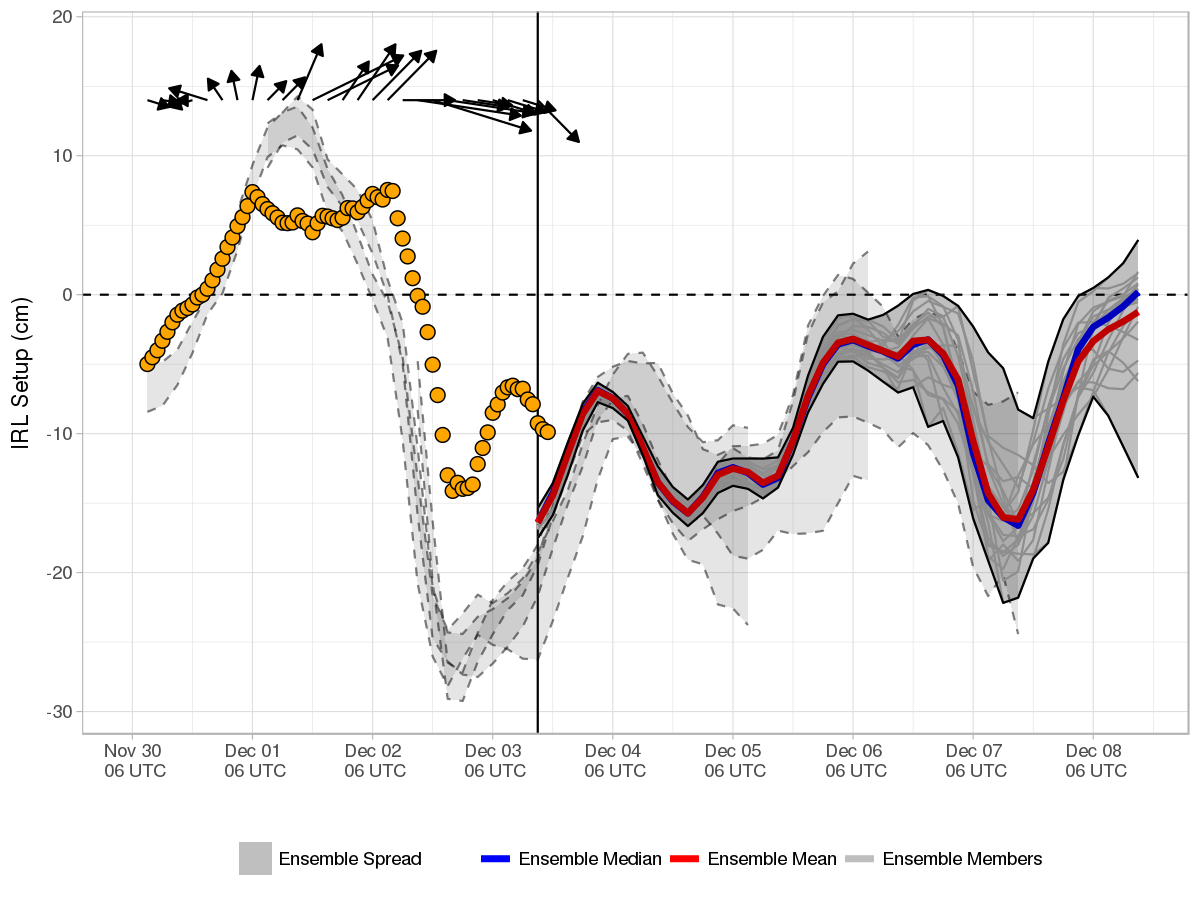 IRL Setup (cm)
20
10
0
-10
-20
-30
Nov 30 Dec 01 Dec 02 Dec 03 Dec 04 Dec 05 Dec 06 Dec 07 Dec 08
06 UTC 06 UTC 06 UTC 06 UTC 06 UTC 06 UTC 06 UTC 06 UTC 06 UTC
Ensemble Spread Ensemble Median Ensemble Mean Ensemble Members